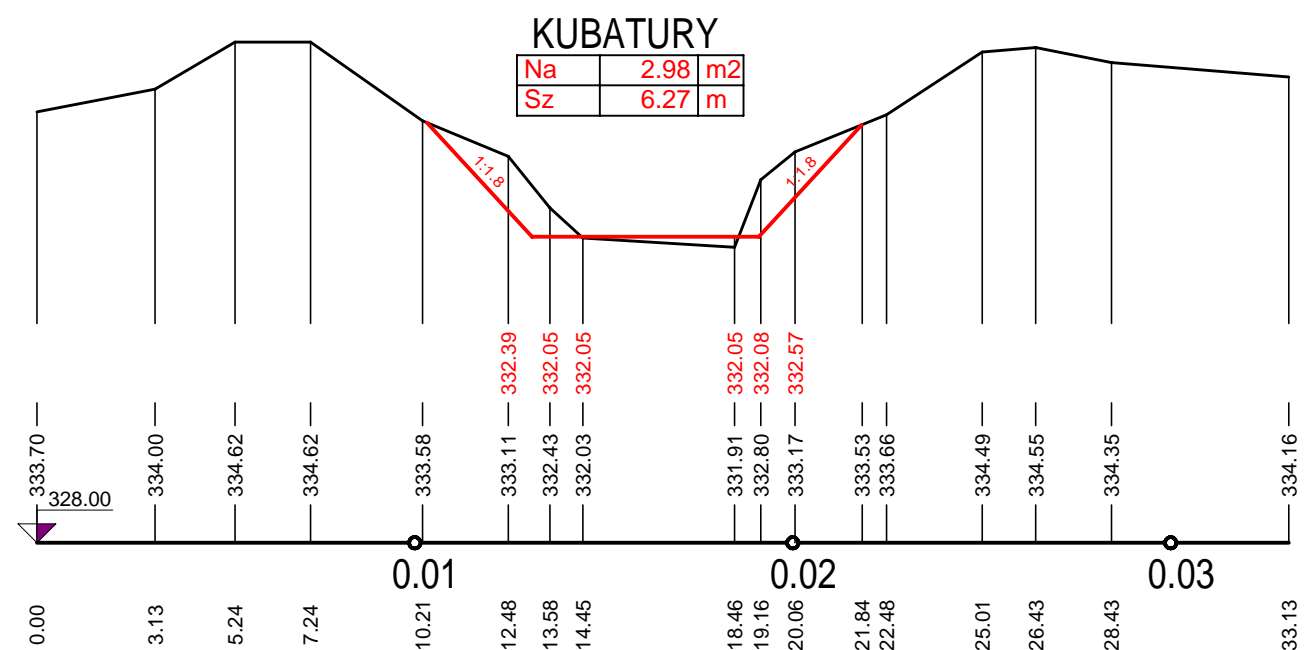 KUBATURY
Na 2.98 m2
Sz 6.27 m
1:1.8 1:1.8
332.39 332.05 332.05 332.05 332.08 332.57
333.70 334.00 334.62 334.62 333.58 333.11 332.43 332.03 331.91 332.80 333.17 333.53 333.66 334.49 334.55 334.35 334.16
328.00
0.01 0.02 0.03
0.00 3.13 5.24 7.24 10.21 12.48 13.58 14.45 18.46 19.16 20.06 21.84 22.48 25.01 26.43 28.43 33.13